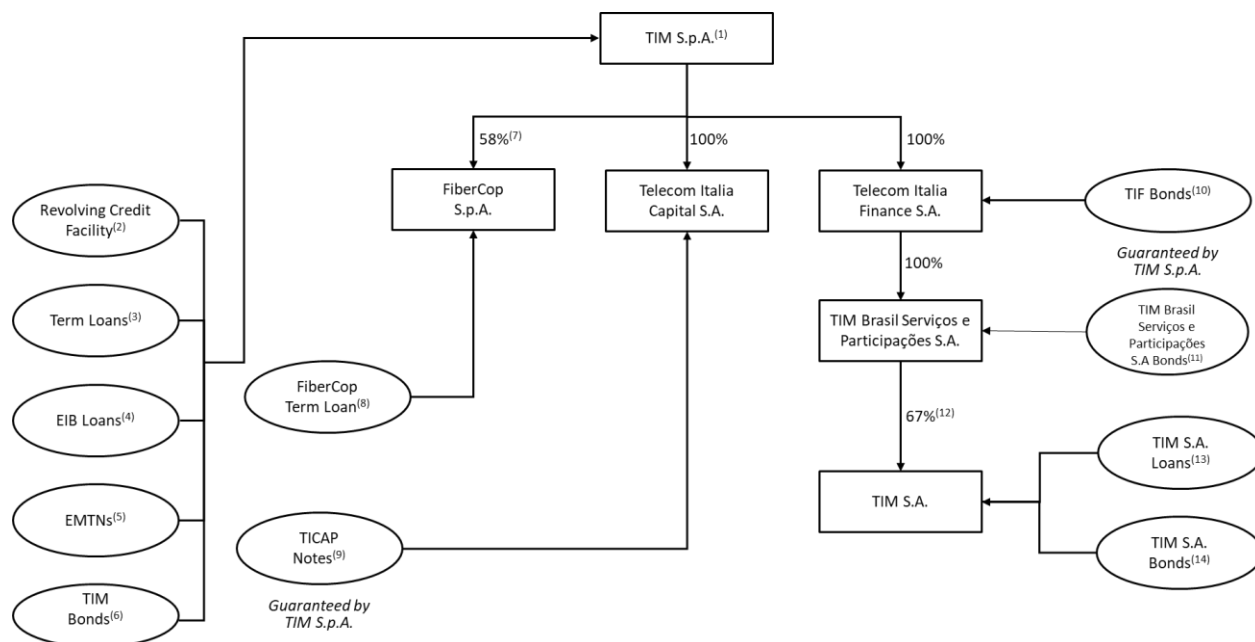 TIM S.p.A.(1)
58%(7)
100%
100%
FiberCop
S.p.A.
Telecom Italia
Capital S.A.
Telecom Italia
Finance S.A.
TIF Bonds(10)
Guaranteed by
TIM S.p.A.
Revolving Credit
Facility(2)
Term Loans(3)
EIB Loans(4)
EMTNs(5)
TIM
Bonds(6)
100%
TIM Brasil Serviços e
Participações S.A.
TIM Brasil
Serviços e
Participações
S.A Bonds(11)
FiberCop
Term Loan(8)
67%(12)
TIM S.A.
TIM S.A.
Loans(13)
TIM S.A.
Bonds(14)
TICAP
Notes(9)
Guaranteed by
TIM S.p.A.